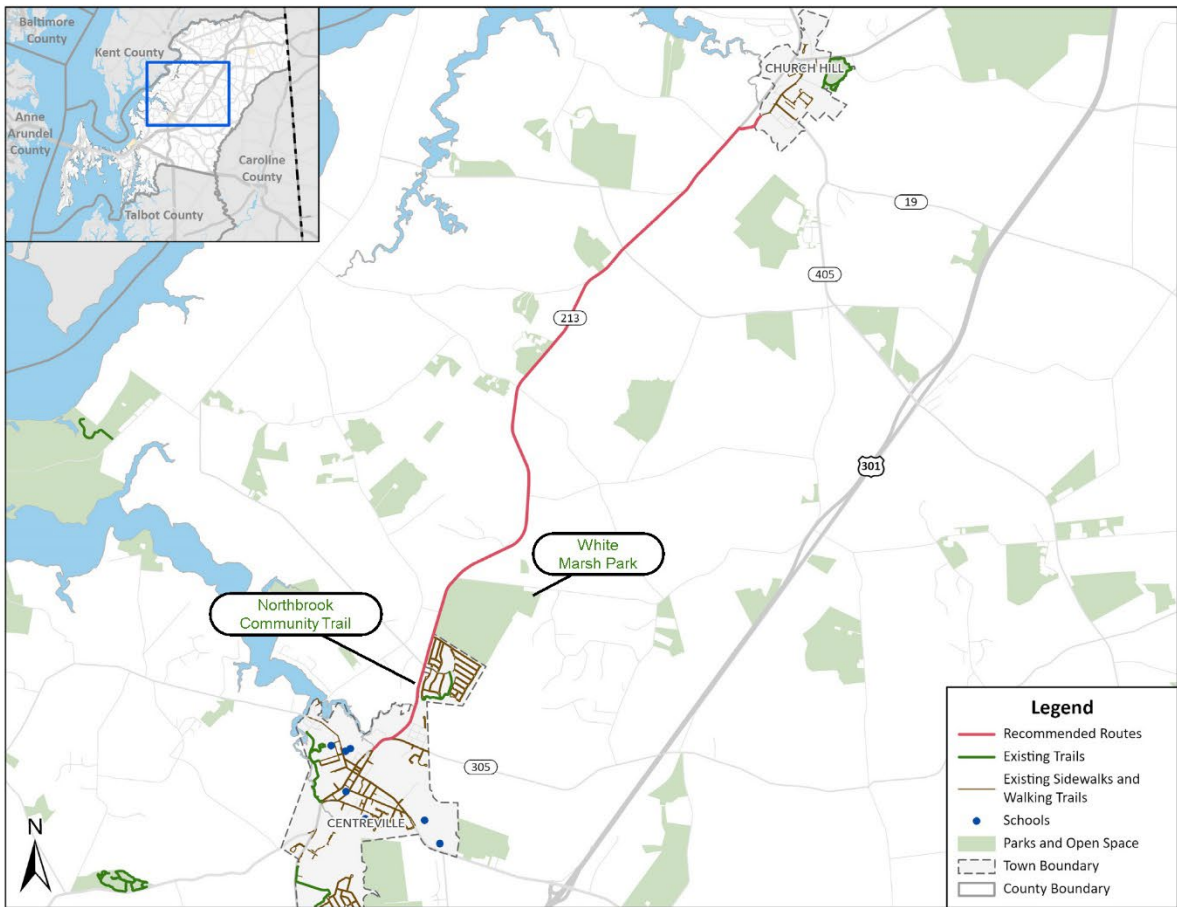 Baltimore
County
Kent County
Anne
Arundel
County
Caroline
County
Talbot County
CHURCH HILL
19
405
213
301
White
Marsh Park
Northbrook
Community Trail
305
CENTREVILLE
N
Legend
Recommended Routes
Existing Trails
Existing Sidewalks and
Walking Trails
Schools
Parks and Open Space
Town Boundary
County Boundary